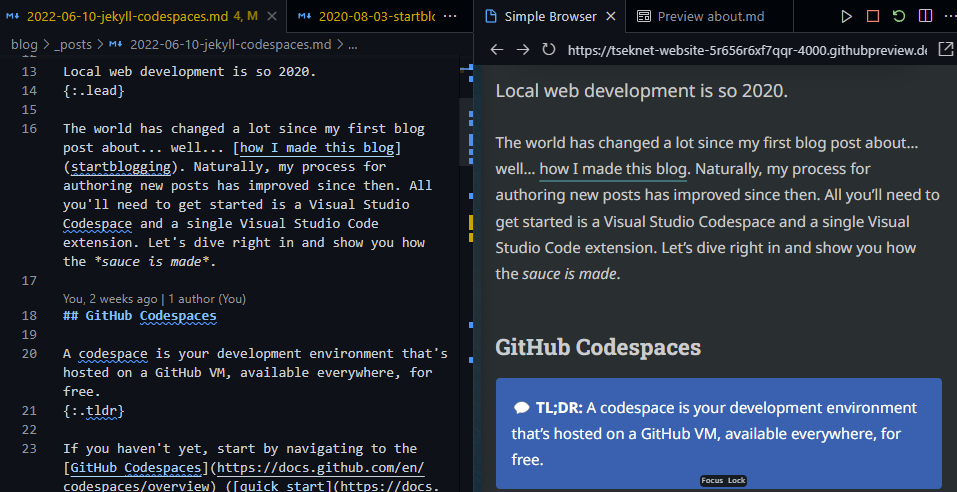 2022-06-10-jekyll-codespaces.md 4, M
2020-08-03-startblo
blog > _posts > 2022-06-10-jekyll-codespaces.md > ...
13 Local web development is so 2020.
14 {:.lead}
15
16 The world has changed a lot since my first blog
post about... well... [how I made this blog]
(startblogging). Naturally, my process for
authoring new posts has improved since then. All
you'll need to get started is a Visual Studio
Codespace and a single Visual Studio Code
extension. Let's dive right in and show you how
the *sauce is made*.
17
You, 2 weeks ago | 1 author (You)
18 ## GitHub Codespaces
19
20 A codespace is your development environment that's
hosted on a GitHub VM, available everywhere, for
free.
21 {:.tldr}
22
23 If you haven't yet, start by navigating to the
[GitHub Codespaces](https://docs.github.com/en/
codespaces/overview) ([quick start](https://docs.
Simple Browser
Preview about.md
https://tseknet-website-5r656r6xf7qqr-4000.githubpreview.de
Local web development is so 2020.
The world has changed a lot since my first blog post about…
well… how I made this blog. Naturally, my process for
authoring new posts has improved since then. All you’ll need to
get started is a Visual Studio Codespace and a single Visual
Studio Code extension. Let’s dive right in and show you how
the sauce is made.
GitHub Codespaces
TL;DR: A codespace is your development environment
that’s hosted on a GitHub VM, available everywhere, for
free.
Focus Lock